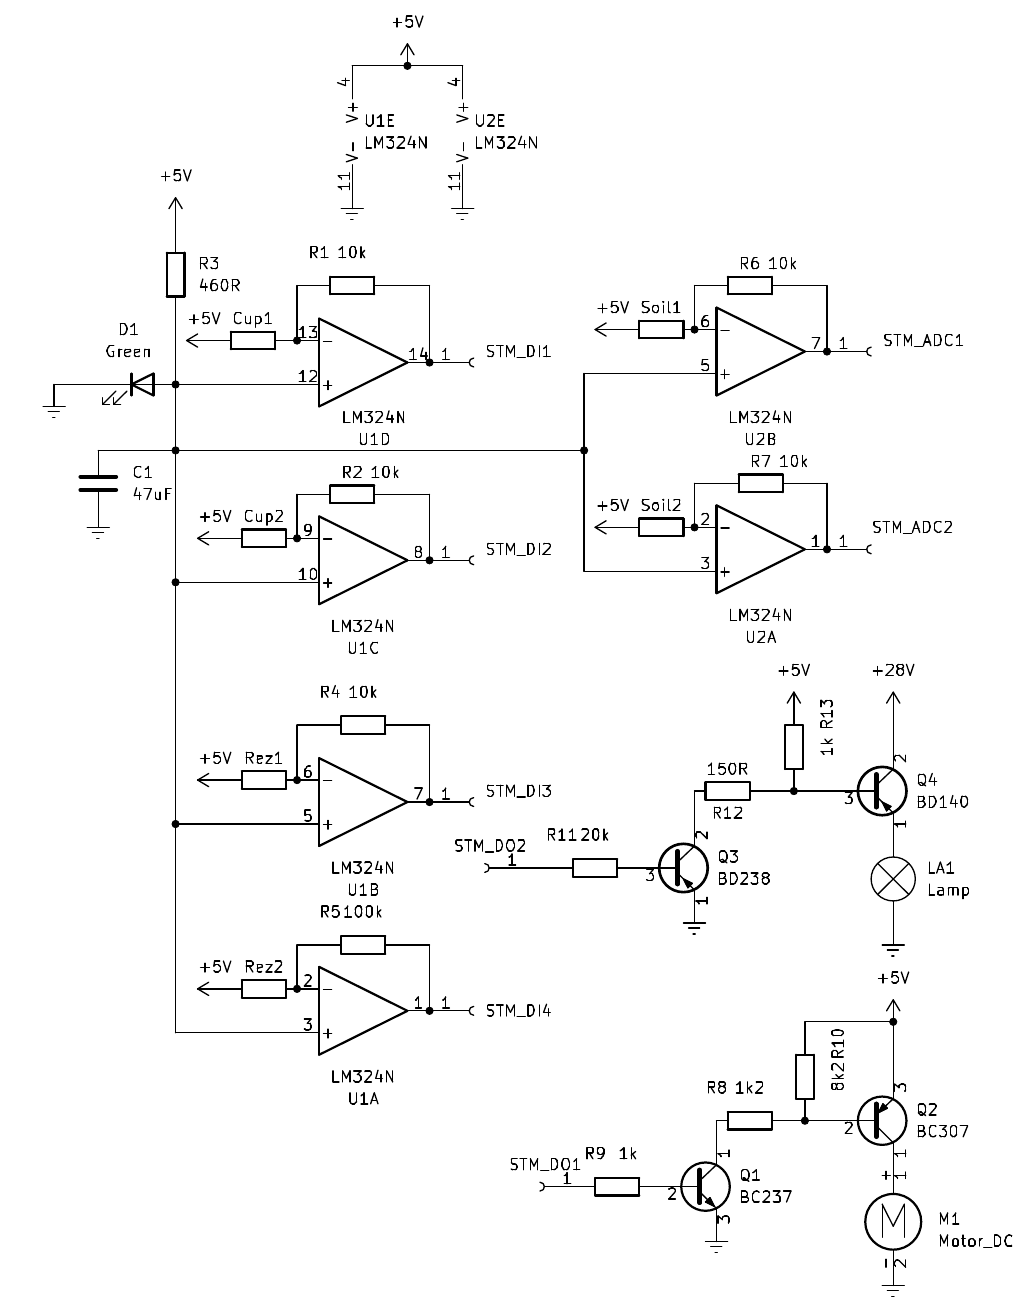 +5V
4
4
V+
V+
U1E
U2E
LM324N
LM324N
V-
V-
11
11
+5V
R3
460R
R1 10k
R6 10k
+5V Cup1
13
-
14 1
STM_DI1
12
+
D1
Green
LM324N
U1D
+5V Soil1
6
-
7 1
STM_ADC1
5
+
LM324N
U2B
C1
47uF
R2 10k
R7 10k
+5V Cup2
9
-
8 1
STM_DI2
10
+
LM324N
U1C
+5V Soil2
2
-
1 1
STM_ADC2
3
+
LM324N
U2A
R4 10k
+5V Rez1
6
-
7 1
STM_DI3
5
+
LM324N
U1B
+5V
+28V
1k R13
150R
R12
2
3
Q4
BD140
1
STM_DO2
1
R11 20k
2
3
Q3
BD238
1
LA1
Lamp
R5 100k
+5V Rez2
2
-
1 1
STM_DI4
3
+
LM324N
U1A
+5V
8k2 R10
R8 1k2
3
2
Q2
BC307
1
STM_DO1
1
R9 1k
1
2
Q1
BC237
3
+ 1
M
M1
Motor_DC
- 2